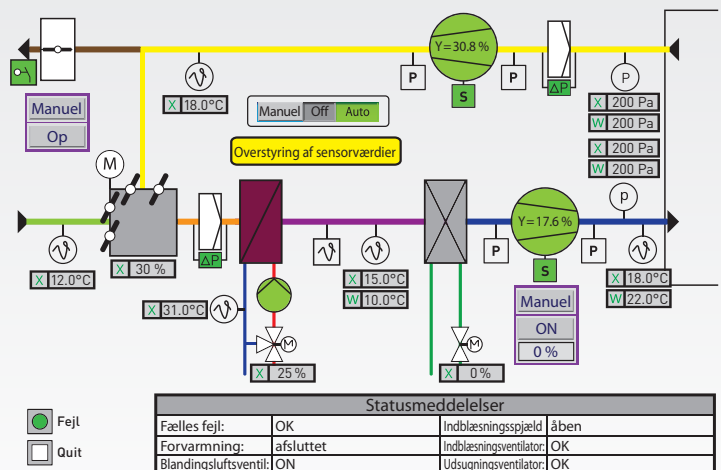 Y=30.8 %
P
P
P
S
ΔP
X 18.0°C
X 200 Pa
W 200 Pa
X 200 Pa
W 200 Pa
Manuel
Op
Manuel Off Auto
Overstyring af sensorværdier
M
P
Y=17.6 %
P
P
X 12.0°C
X 30 %
ΔP
X 15.0°C
W 10.0°C
S
X 18.0°C
W 22.0°C
X 31.0°C
Manuel
ON
0 %
M
M
X 25 %
X 0 %
Statusmeddelelser
Fælles fejl: OK Indblæsningsspjæld åben
Forvarmning: afsluttet Indblæsningsventilator: OK
Blandingsluftsventil: ON Udsugningsventilator: OK
Fejl
Quit